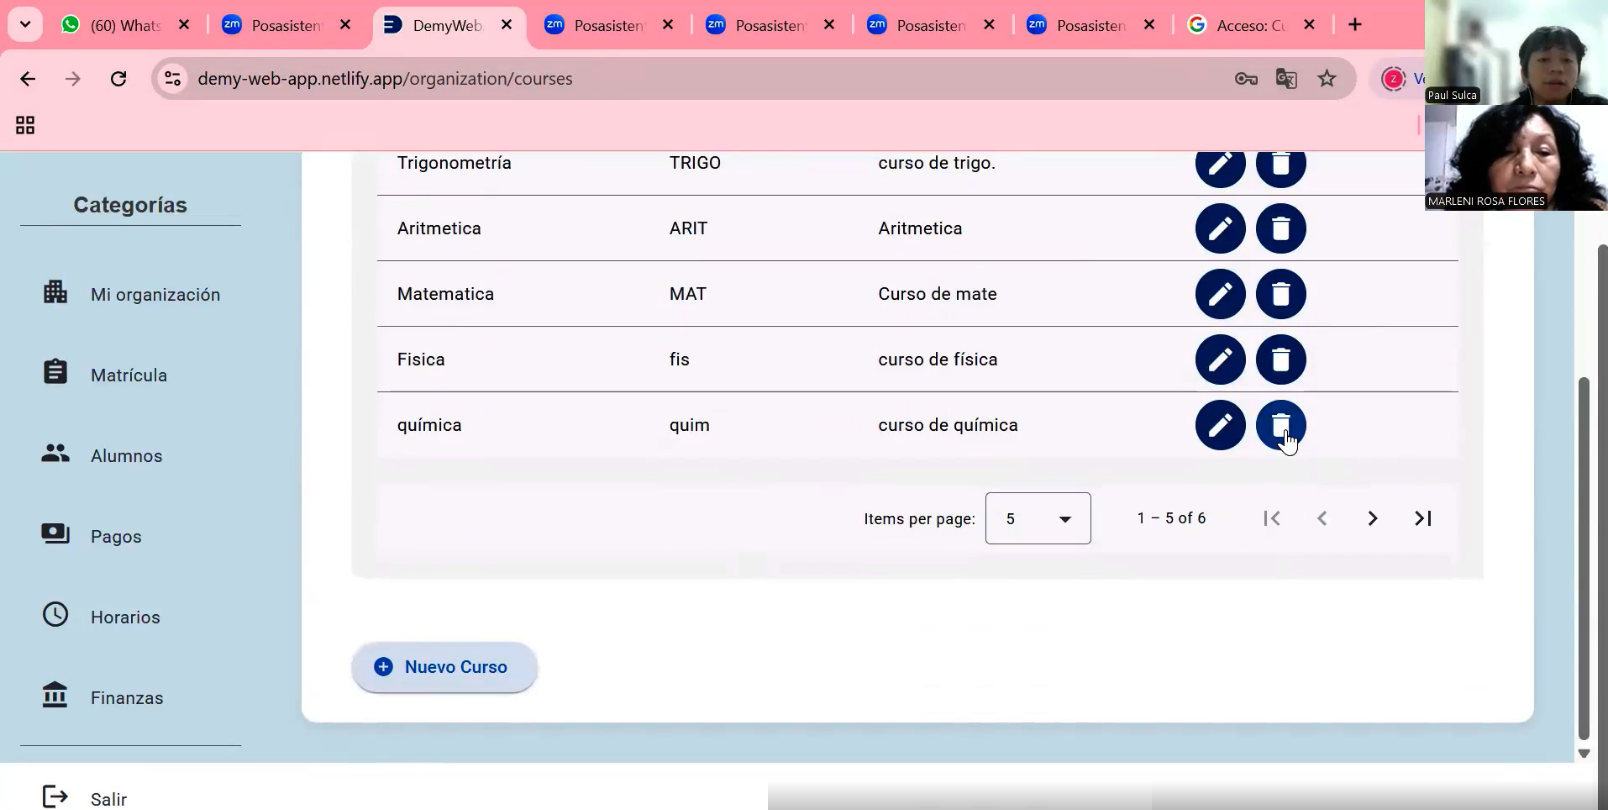 (60) Whats
Posasisten
DemyWeb
Posasisten
Posasisten
Posasisten
Posasisten
Acceso: Cu
demy-web-app.netlify.app/organization/courses
Ve
Paul Sulca
MARLENI ROSA FLORES
Categorías
Mi organización
Matrícula
Alumnos
Pagos
Horarios
Finanzas
Salir
Trigonometría TRIGO curso de trigo.
Aritmetica ARIT Aritmetica
Matematica MAT Curso de mate
Fisica fis curso de física
química quim curso de química
Items per page: 5 1 – 5 of 6
Nuevo Curso